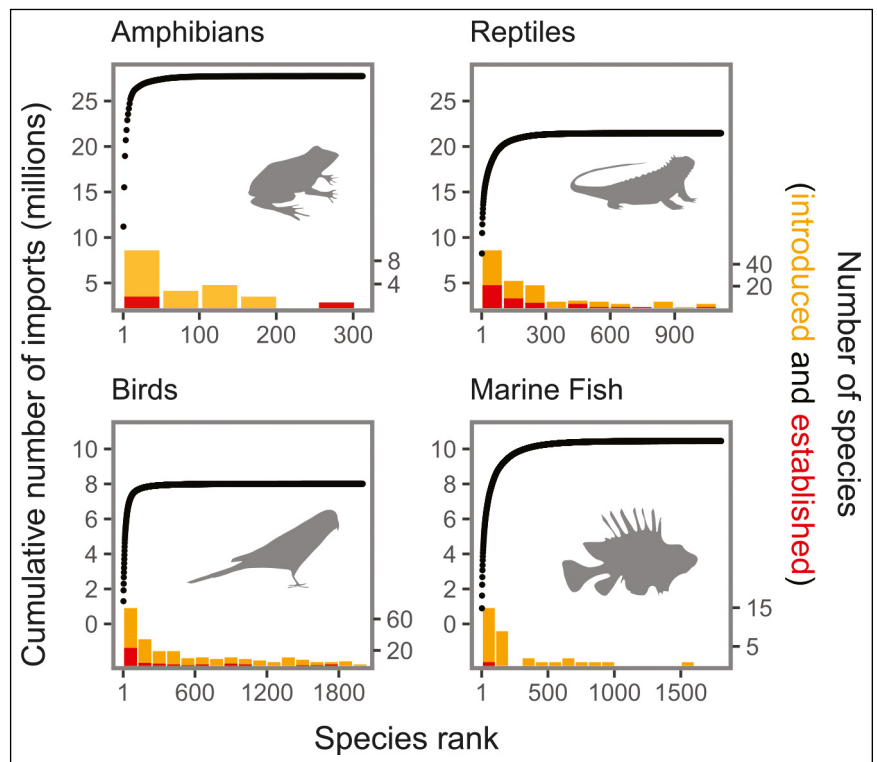 Amphibians
Reptiles
25
20
15
10
5
8
4
1 100 200 300
25
20
15
10
5
40
20
1 300 600 900
Birds
Marine Fish
10
8
6
4
2
0
60
20
1 600 1200 1800
10
8
6
4
2
0
15
5
1 500 1000 1500
Cumulative number of imports (millions)
Number of species
(introduced and established)
Species rank